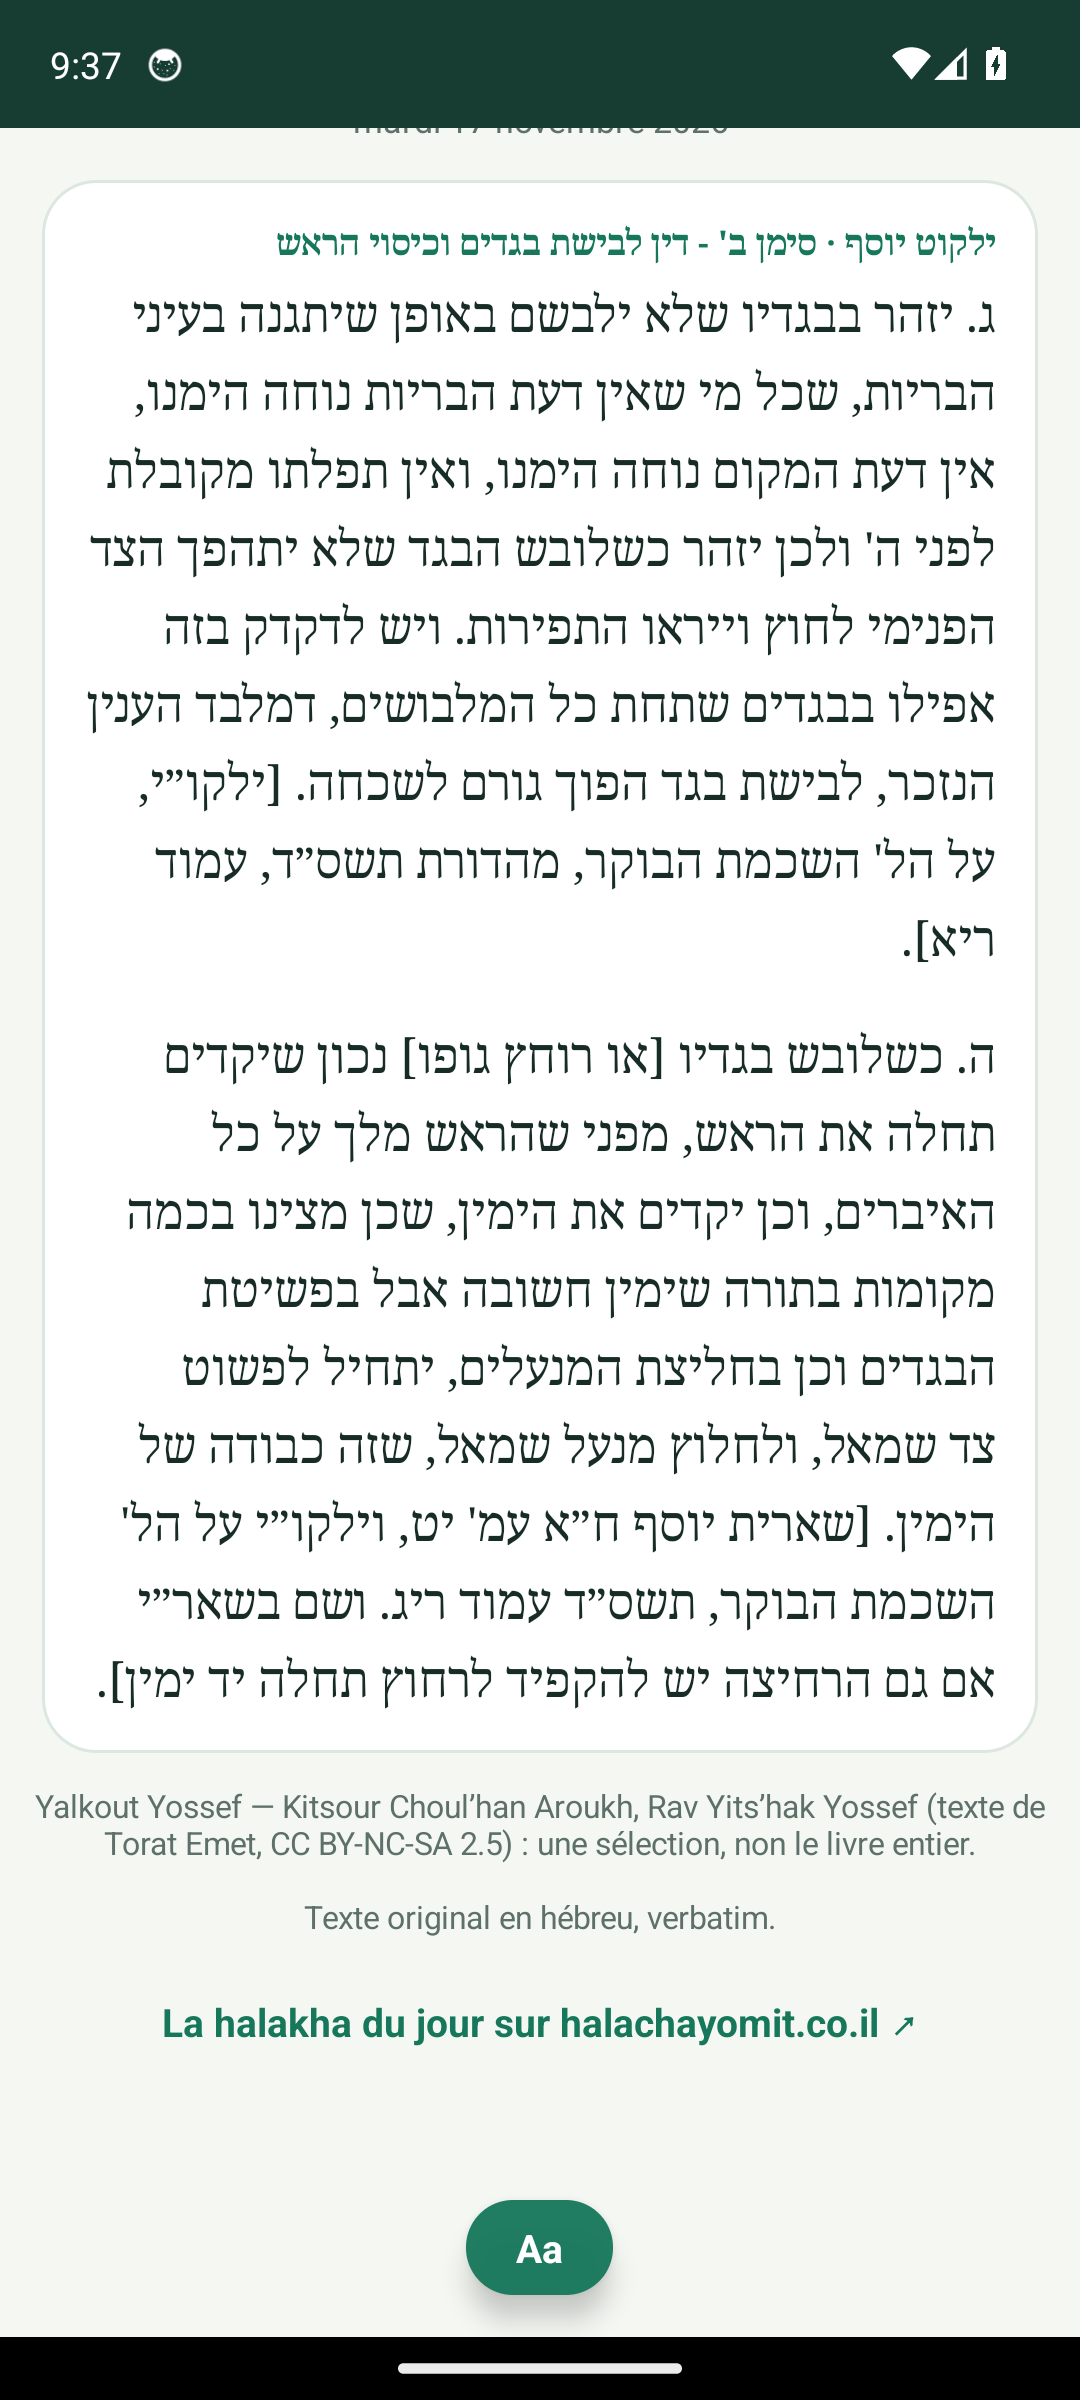 9:37
mardi 17 novembre 2026
ילקוט יוסף · סימן ב' - דין לבישת בגדים וכיסוי הראש
ג. יזהר בבגדיו שלא ילבשם באופן שיתגנה בעיני
הבריות, שכל מי שאין דעת הבריות נוחה הימנו,
אין דעת המקום נוחה הימנו, ואין תפלתו מקובלת
לפני ה' ולכן יזהר כשלובש הבגד שלא יתהפך הצד
הפנימי לחוץ וייראו התפירות. ויש לדקדק בזה
אפילו בבגדים שתחת כל המלבושים, דמלבד הענין
הנזכר, לבישת בגד הפוך גורם לשכחה. [ילקו״י,
על הל' השכמת הבוקר, מהדורת תשס״ד, עמוד
ריא].
ה. כשלובש בגדיו [או רוחץ גופו] נכון שיקדים
תחלה את הראש, מפני שהראש מלך על כל
האיברים, וכן יקדים את הימין, שכן מצינו בכמה
מקומות בתורה שימין חשובה אבל בפשיטת
הבגדים וכן בחליצת המנעלים, יתחיל לפשוט
צד שמאל, ולחלוץ מנעל שמאל, שזה כבודה של
הימין. [שארית יוסף ח״א עמ' יט, וילקו״י על הל'
השכמת הבוקר, תשס״ד עמוד ריג. ושם בשאר״י
אם גם הרחיצה יש להקפיד לרחוץ תחלה יד ימין].
Yalkout Yossef — Kitsour Choul’han Aroukh, Rav Yits’hak Yossef (texte de
Torat Emet, CC BY-NC-SA 2.5) : une sélection, non le livre entier.
Texte original en hébreu, verbatim.
La halakha du jour sur halachayomit.co.il ↗
Aa